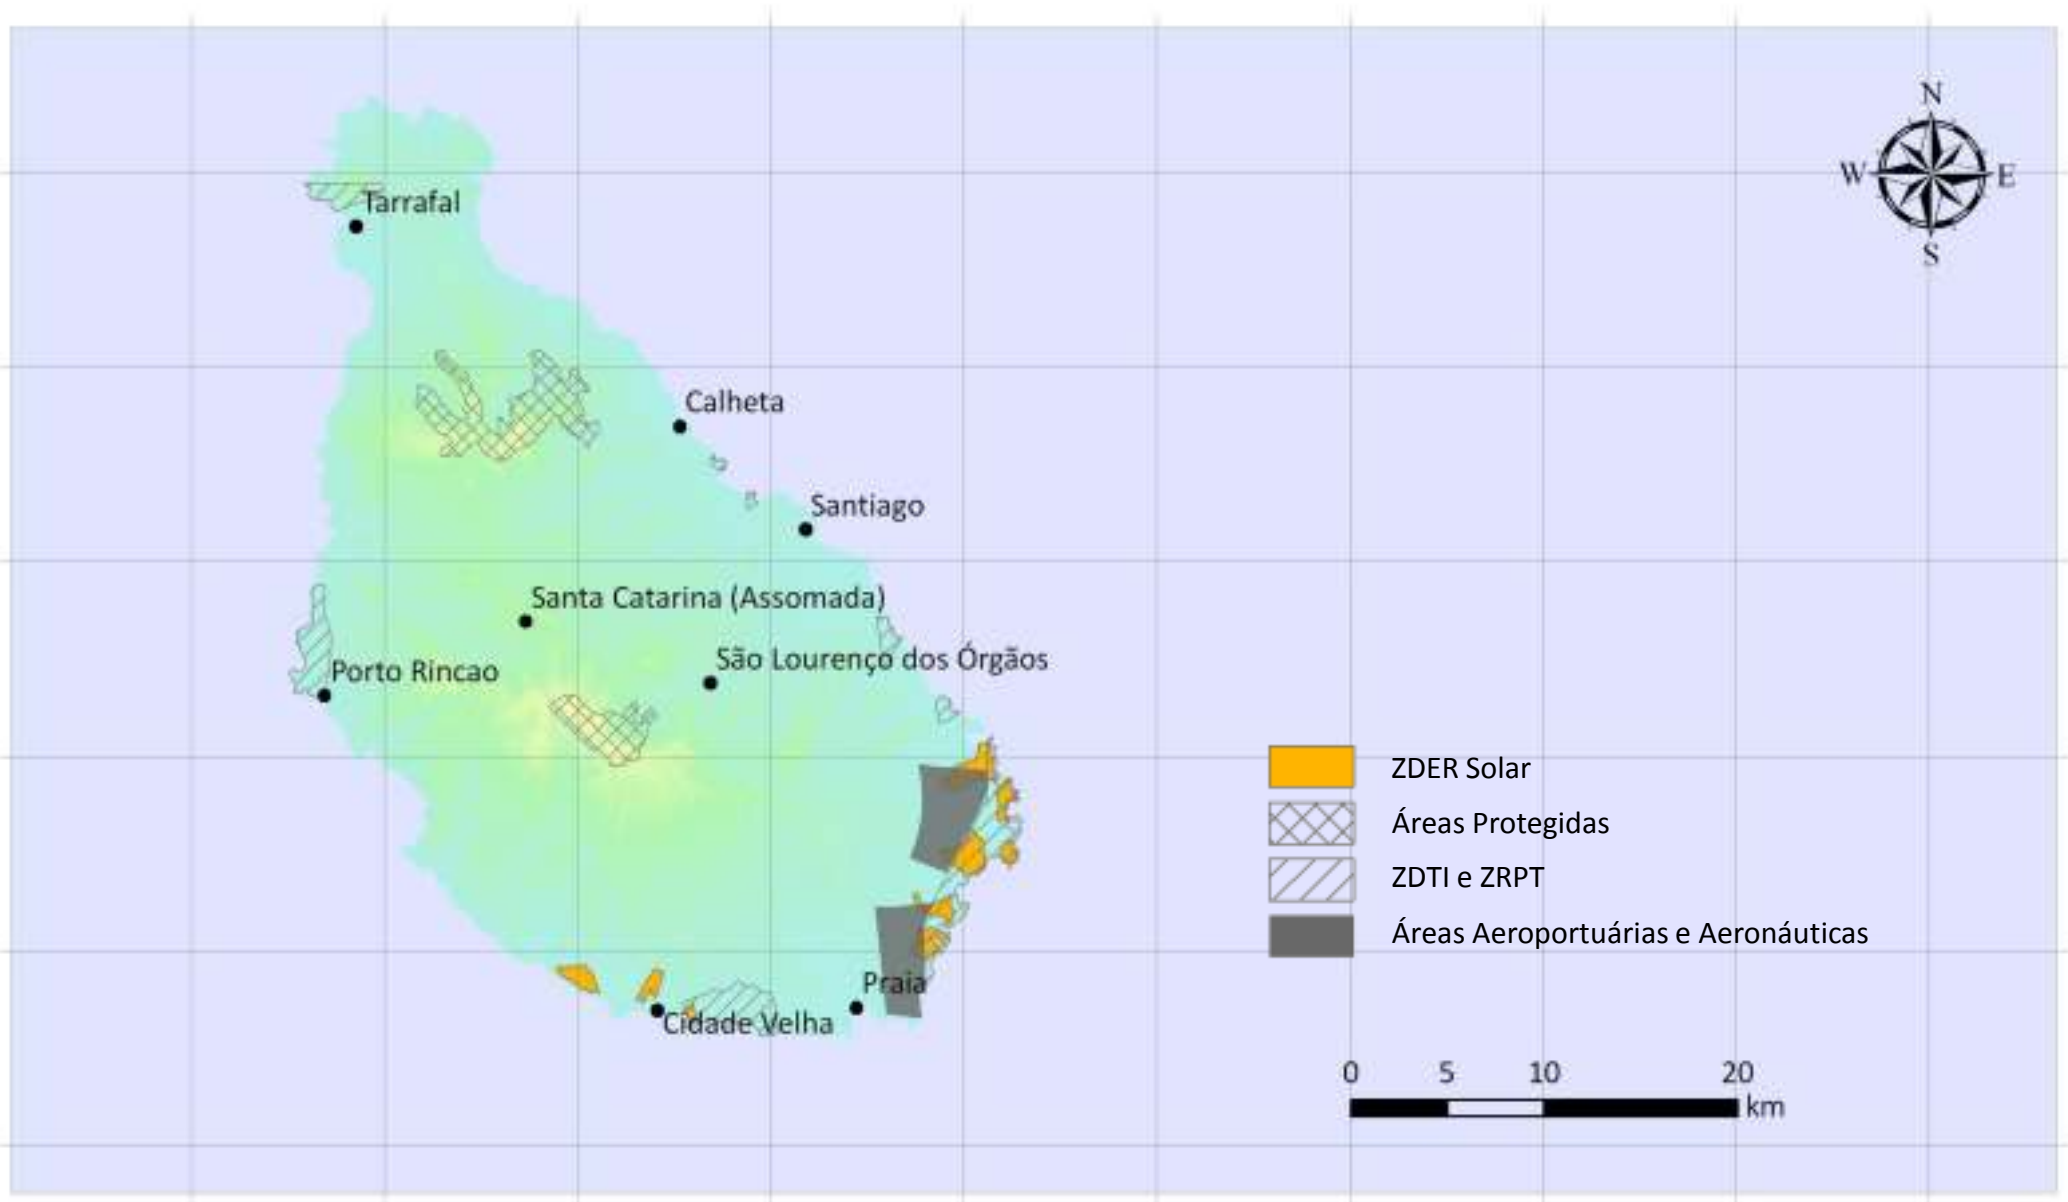 N
W E
S
Tarrafal
Calheta
Santiago
Santa Catarina (Assomada)
São Lourenço dos Órgãos
Porto Rincao
Praia
Cidade Velha
ZDER Solar
Áreas Protegidas
ZDTI e ZRPT
Áreas Aeroportuárias e Aeronáuticas
0 5 10 20
km